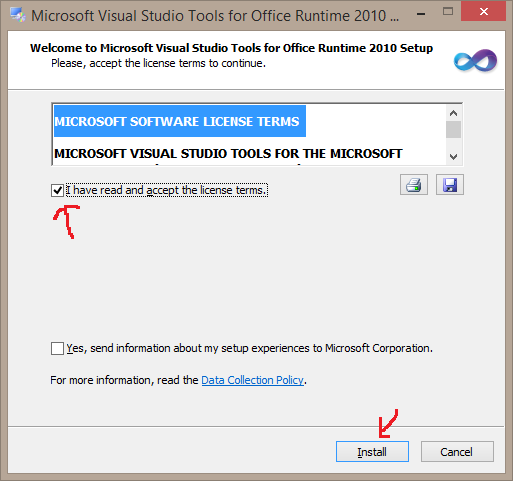 Microsoft Visual Studio Tools for Office Runtime 2010 ...
Welcome to Microsoft Visual Studio Tools for Office Runtime 2010 Setup
Please, accept the license terms to continue.
MICROSOFT SOFTWARE LICENSE TERMS
MICROSOFT VISUAL STUDIO TOOLS FOR THE MICROSOFT
I have read and accept the license terms.
Yes, send information about my setup experiences to Microsoft Corporation.
For more information, read the Data Collection Policy.
Install
Cancel